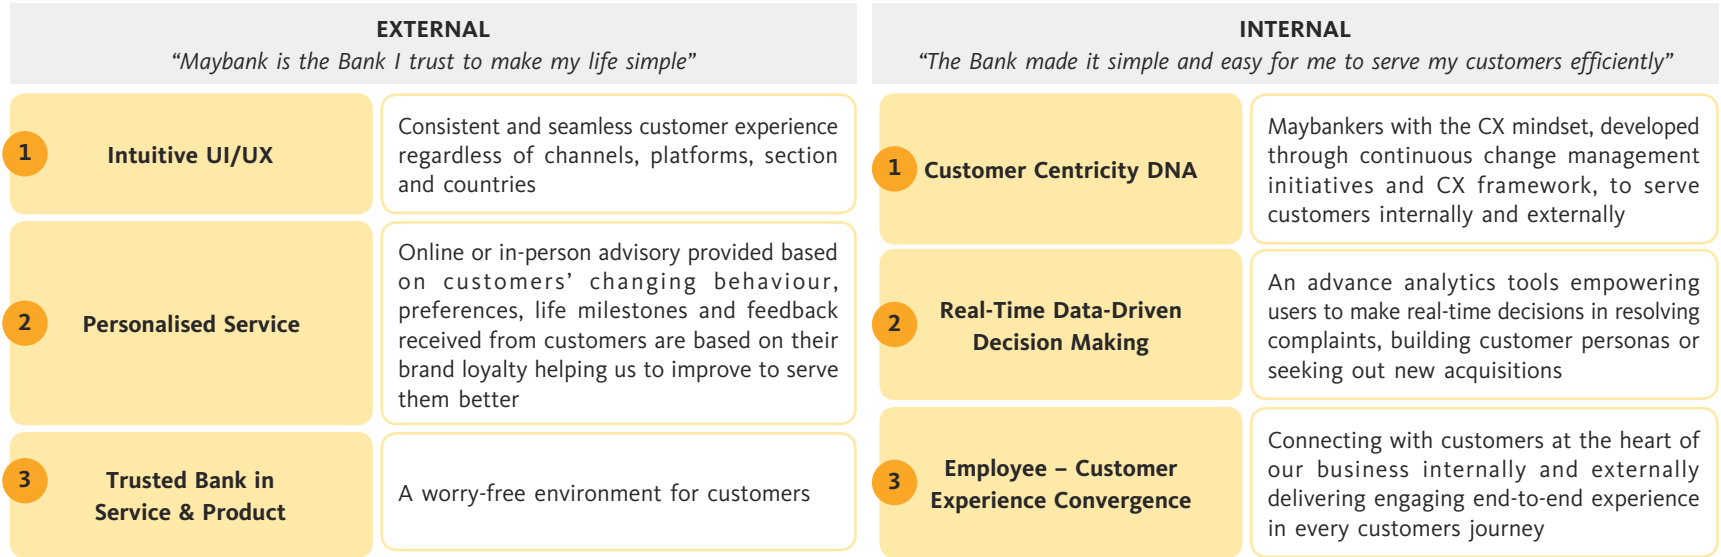 EXTERNAL
“Maybank is the Bank I trust to make my life simple”
1
Intuitive UI/UX
Consistent and seamless customer experience
regardless of channels, platforms, section
and countries
2
Personalised Service
Online or in-person advisory provided based
on customers’ changing behaviour,
preferences, life milestones and feedback
received from customers are based on their
brand loyalty helping us to improve to serve
them better
3
Trusted Bank in
Service & Product
A worry-free environment for customers
INTERNAL
“The Bank made it simple and easy for me to serve my customers efficiently”
1
Customer Centricity DNA
Maybankers with the CX mindset, developed
through continuous change management
initiatives and CX framework, to serve
customers internally and externally
2
Real-Time Data-Driven
Decision Making
An advance analytics tools empowering
users to make real-time decisions in resolving
complaints, building customer personas or
seeking out new acquisitions
3
Employee – Customer
Experience Convergence
Connecting with customers at the heart of
our business internally and externally
delivering engaging end-to-end experience
in every customers journey